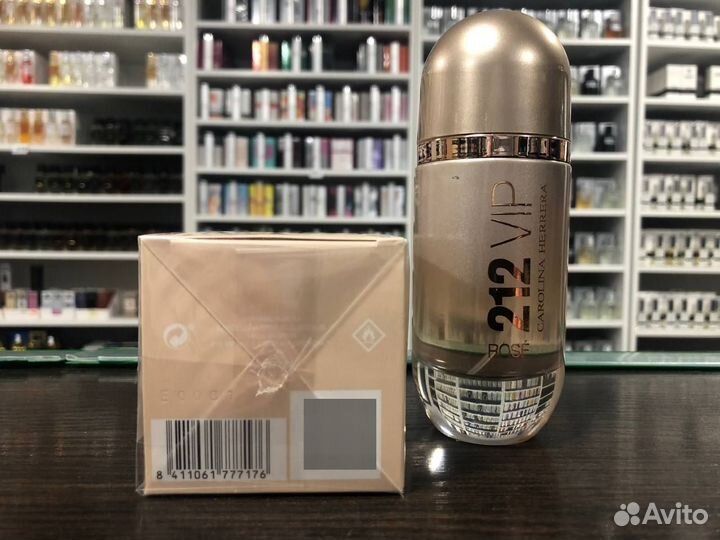 212 VIP
ROSÉ
CAROLINA HERRERA
8 411061 777176
Avito